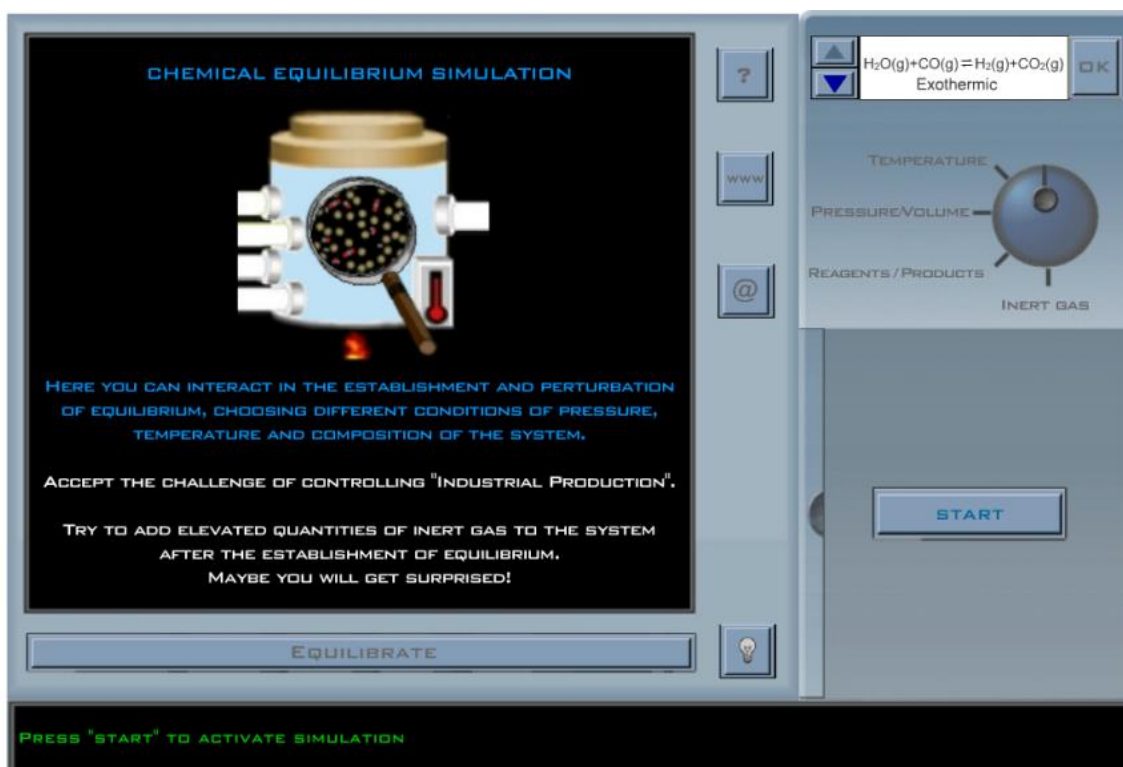 CHEMICAL EQUILIBRIUM SIMULATION
HERE YOU CAN INTERACT IN THE ESTABLISHMENT AND PERTURBATION
OF EQUILIBRIUM, CHOOSING DIFFERENT CONDITIONS OF PRESSURE,
TEMPERATURE AND COMPOSITION OF THE SYSTEM.
ACCEPT THE CHALLENGE OF CONTROLLING "INDUSTRIAL PRODUCTION".
TRY TO ADD ELEVATED QUANTITIES OF INERT GAS TO THE SYSTEM
AFTER THE ESTABLISHMENT OF EQUILIBRIUM.
MAYBE YOU WILL GET SURPRISED!
EQUILIBRATE
?
WWW
@
H₂O(g)+CO(g)=H₂(g)+CO₂(g)
Exothermic
OK
TEMPERATURE
PRESSURE/VOLUME
REAGENTS/PRODUCTS
INERT GAS
START
PRESS "START" TO ACTIVATE SIMULATION